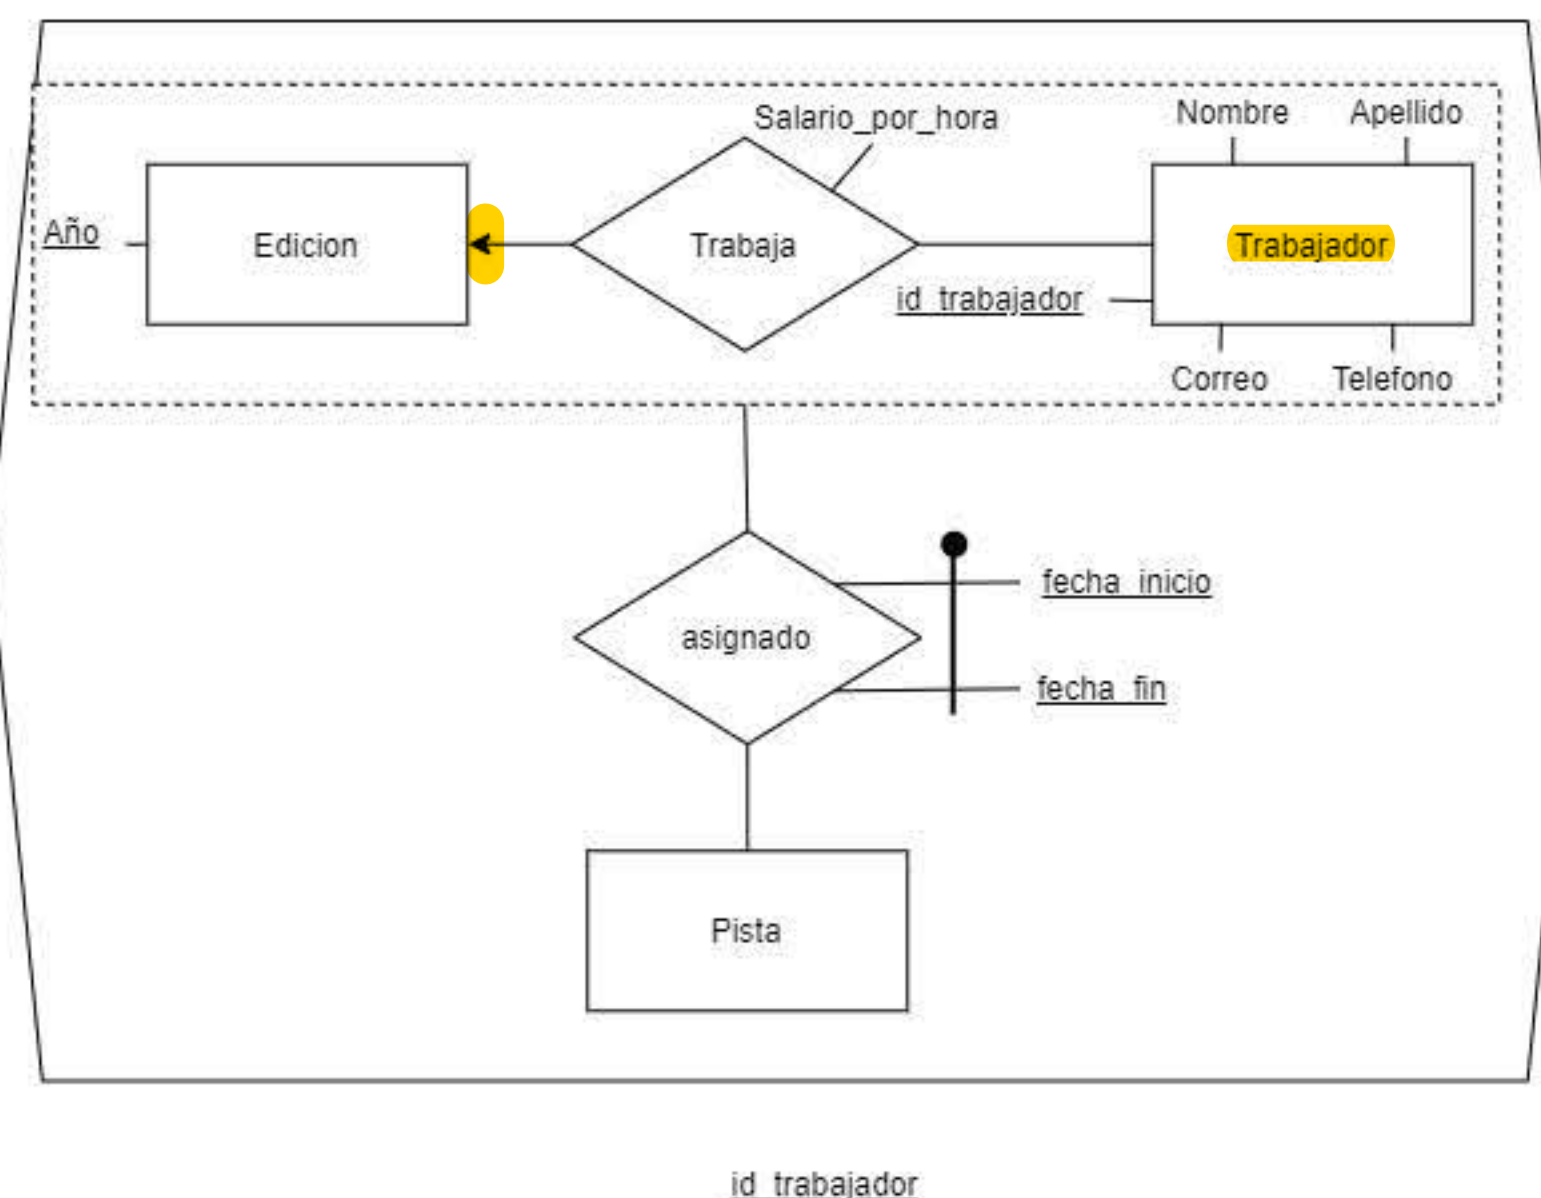 Salario_por_hora
Nombre
Apellido
Año
Edicion
Trabaja
Trabajador
id_trabajador
Correo
Telefono
fecha_inicio
asignado
fecha_fin
Pista
id_trabajador